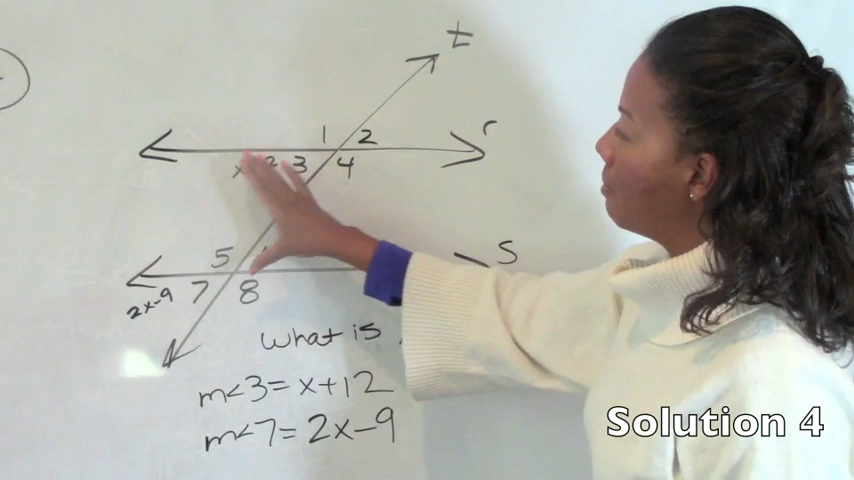 t
1 2 r
3 4
5 S
2x-9 7 8
what is
m<3=x+12
m<7=2x-9
Solution 4